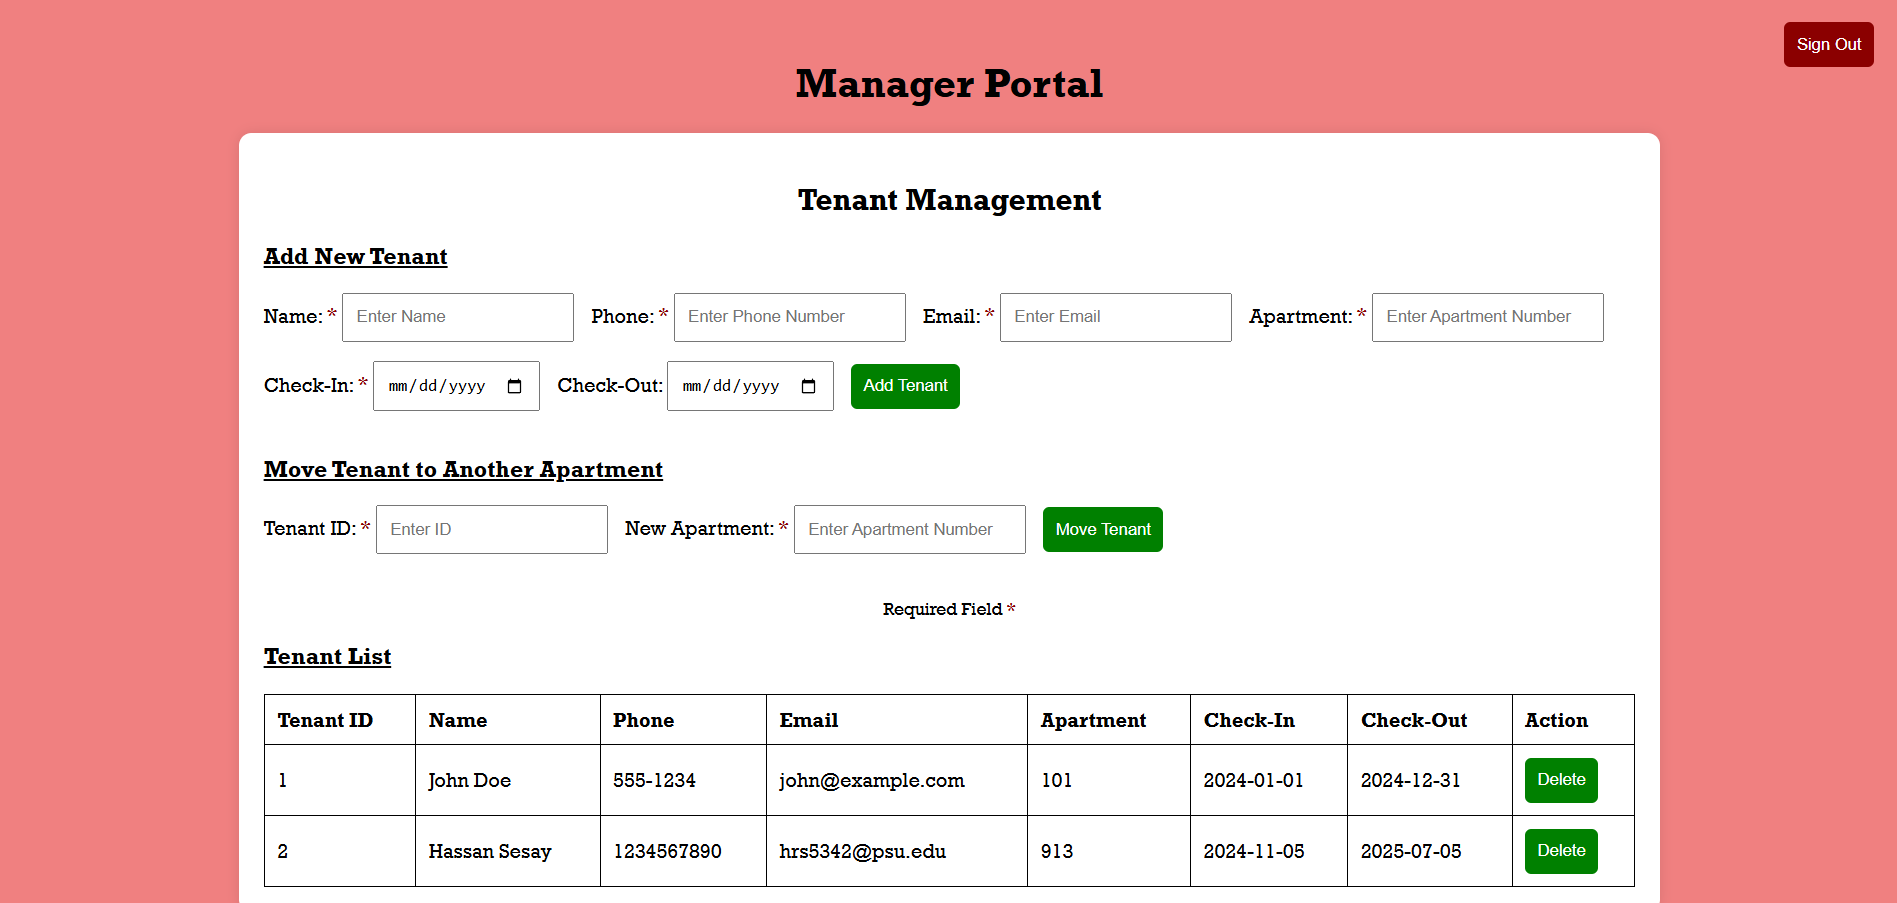 Sign Out
Manager Portal
Tenant Management
Add New Tenant
Name: * Enter Name Phone: * Enter Phone Number Email: * Enter Email Apartment: * Enter Apartment Number
Check-In: * mm/dd/yyyy Check-Out: mm/dd/yyyy Add Tenant
Move Tenant to Another Apartment
Tenant ID: * Enter ID New Apartment: * Enter Apartment Number Move Tenant
Required Field *
Tenant List
Tenant ID Name Phone Email Apartment Check-In Check-Out Action
1 John Doe 555-1234 john@example.com 101 2024-01-01 2024-12-31 Delete
2 Hassan Sesay 1234567890 hrs5342@psu.edu 913 2024-11-05 2025-07-05 Delete